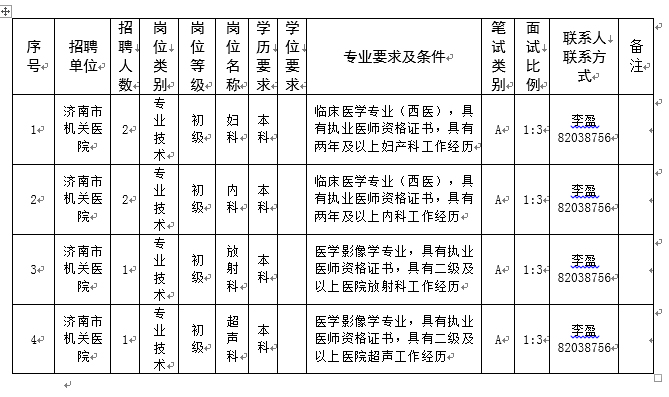 序号 招聘单位 招聘人数 岗位类别 岗位等级 岗位名称 学历要求 学位要求 专业要求及条件 笔试类别 面试比例 联系人联系方式 备注
1 济南市机关医院 2 专业技术 初级 妇科 本科 临床医学专业（西医），具有执业医师资格证书，具有两年及以上妇产科工作经历 A 1:3 李盈 82038756
2 济南市机关医院 2 专业技术 初级 内科 本科 临床医学专业（西医），具有执业医师资格证书，具有两年及以上内科工作经历 A 1:3 李盈 82038756
3 济南市机关医院 1 专业技术 初级 放射科 本科 医学影像学专业，具有执业医师资格证书，具有二级及以上医院放射科工作经历 A 1:3 李盈 82038756
4 济南市机关医院 1 专业技术 初级 超声科 本科 医学影像学专业，具有执业医师资格证书，具有二级及以上医院超声工作经历 A 1:3 李盈 82038756